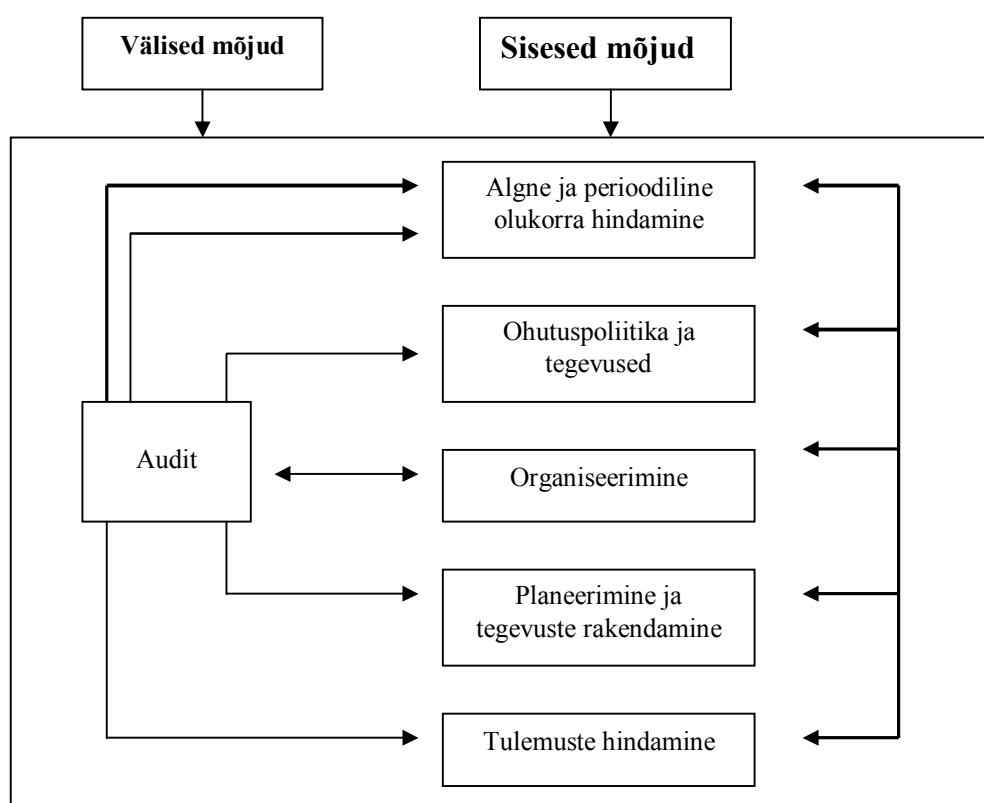 Välised mõjud
Sisesed mõjud
Algne ja perioodiline
olukorra hindamine
Ohutuspoliitika ja
tegevused
Audit
Organiseerimine
Planeerimine ja
tegevuste rakendamine
Tulemuste hindamine